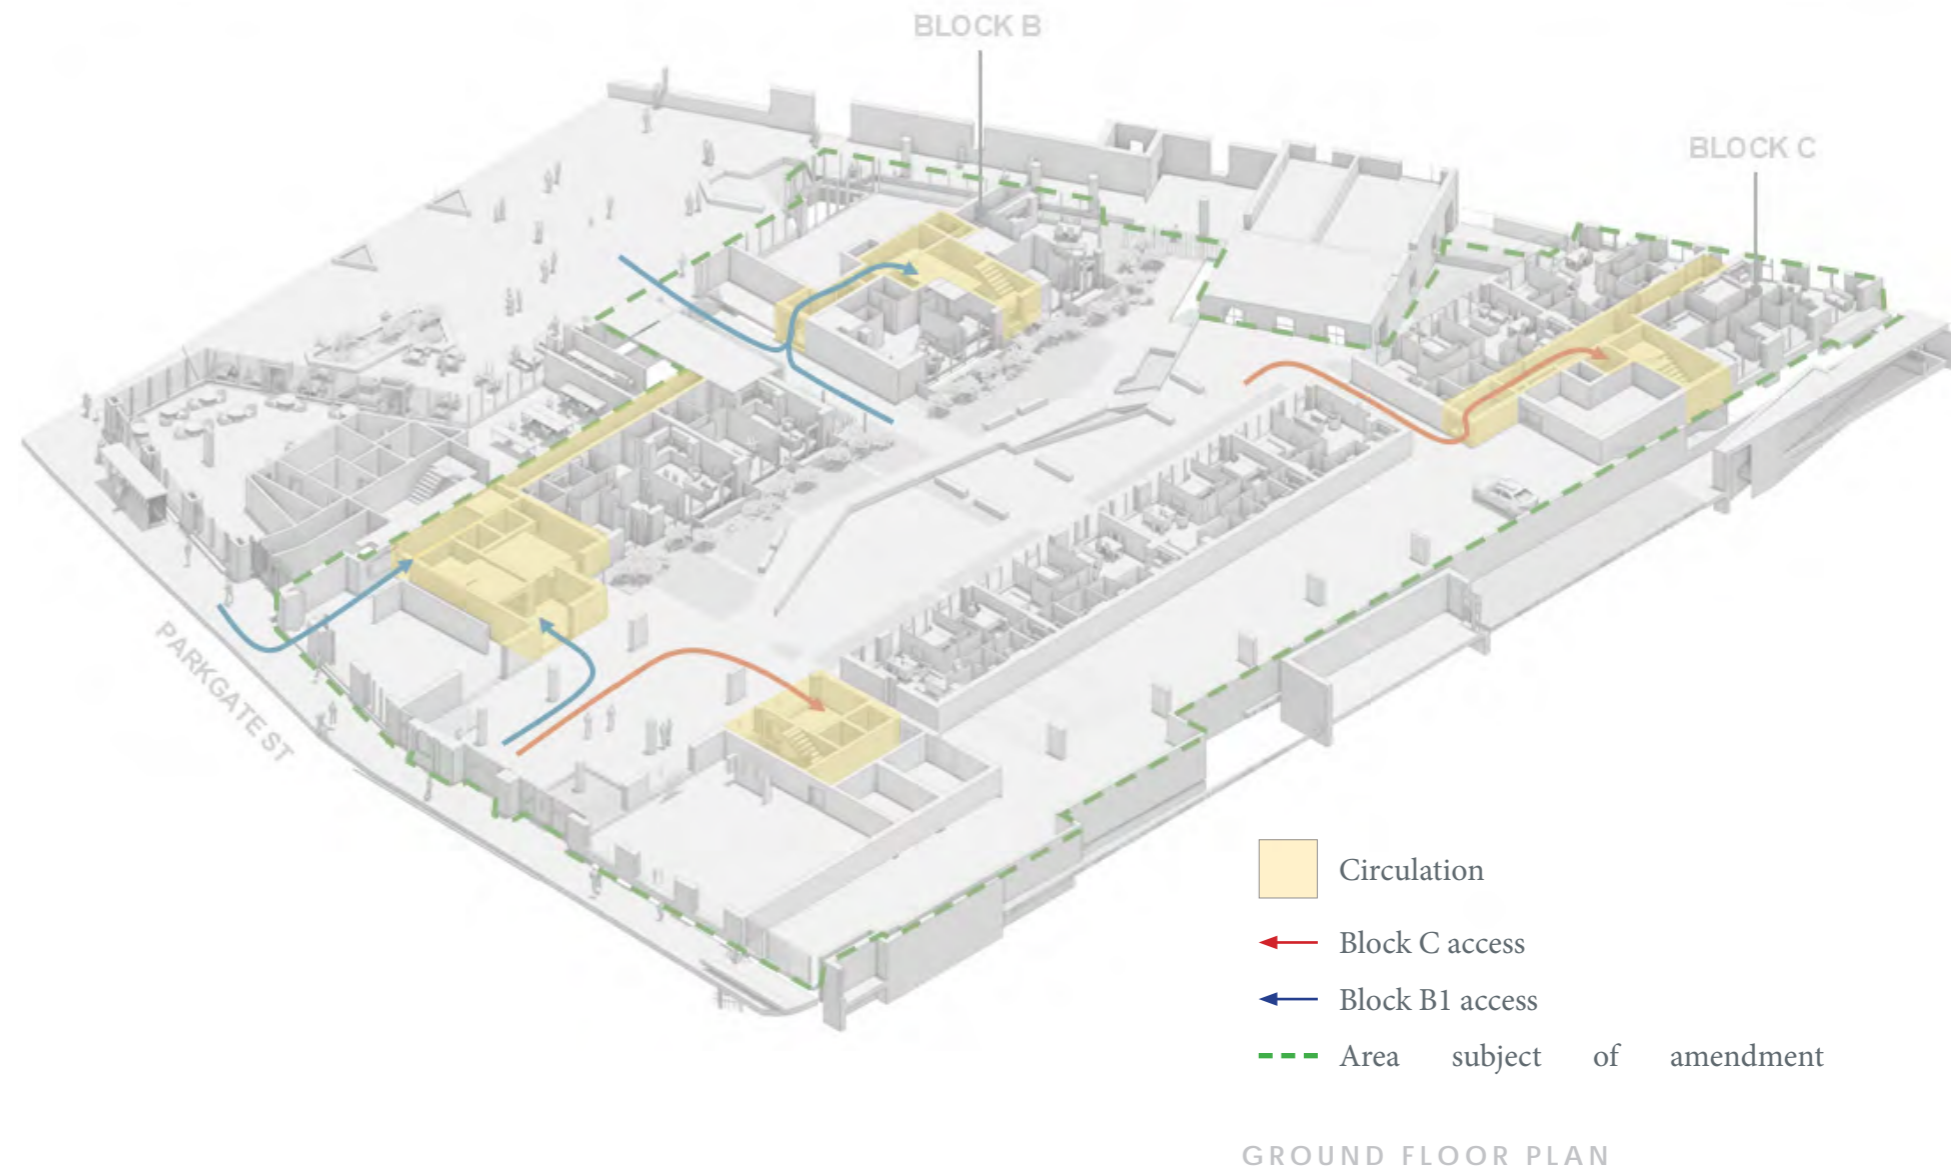 BLOCK B
BLOCK C
PARKGATE ST
Circulation
Block C access
Block B1 access
Area subject of amendment
GROUND FLOOR PLAN